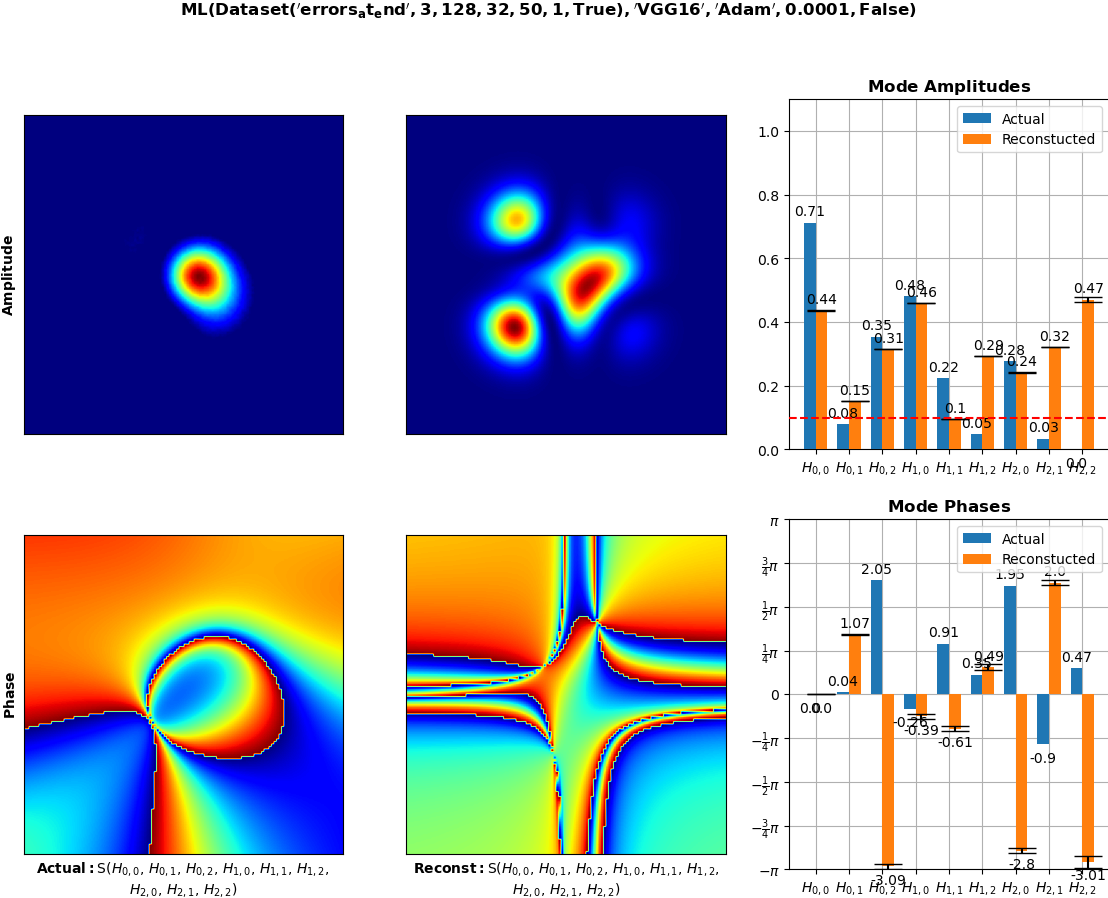 ML(Dataset('errors_at_end', 3, 128, 32, 50, 1, True), 'VGG16', 'Adam', 0.0001, False)
Amplitude
Mode Amplitudes
Actual
Reconstucted
1.0
0.8
0.6
0.4
0.2
0.0
0.71
0.44
0.08
0.15
0.35
0.31
0.48
0.46
0.22
0.1
0.05
0.29
0.28
0.24
0.03
0.32
0.0
0.47
H0,0 H0,1 H0,2 H1,0 H1,1 H1,2 H2,0 H2,1 H2,2
Phase
Mode Phases
Actual
Reconstucted
π
3/4π
1/2π
1/4π
0
−1/4π
−1/2π
−3/4π
−π
0.0
0.0
0.04
1.07
2.05
-3.09
-0.26
-0.39
0.91
-0.61
0.35
0.49
1.95
-2.8
-0.9
2.0
0.47
-3.01
H0,0 H0,1 H0,2 H1,0 H1,1 H1,2 H2,0 H2,1 H2,2
Actual: S(H0,0, H0,1, H0,2, H1,0, H1,1, H1,2,
H2,0, H2,1, H2,2)
Reconst: S(H0,0, H0,1, H0,2, H1,0, H1,1, H1,2,
H2,0, H2,1, H2,2)